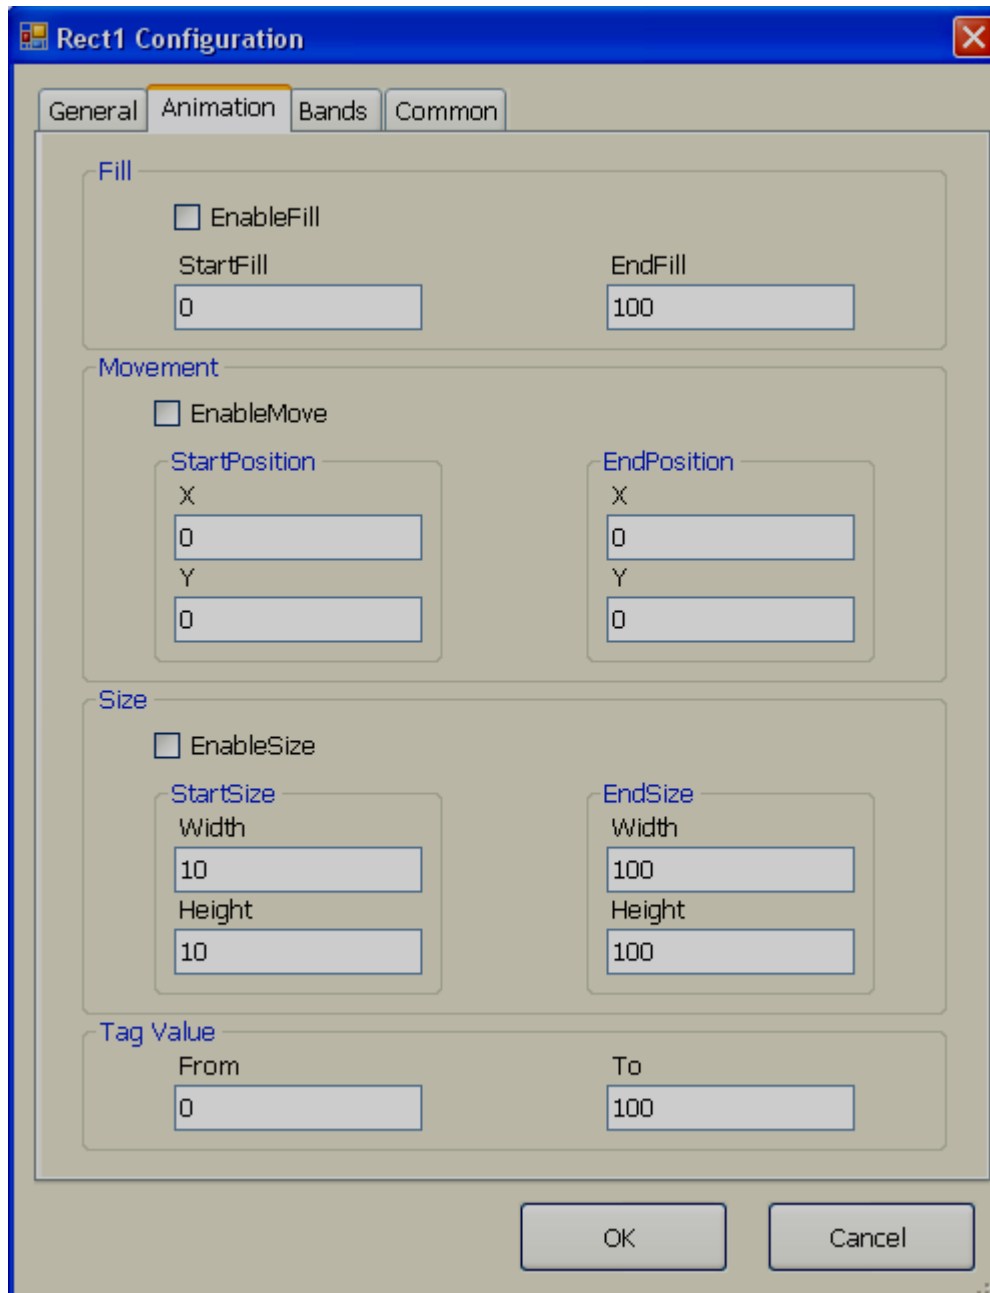 Rect1 Configuration
General Animation Bands Common
Fill
EnableFill
StartFill EndFill
0 100
Movement
EnableMove
StartPosition EndPosition
X X
0 0
Y Y
0 0
Size
EnableSize
StartSize EndSize
Width Width
10 100
Height Height
10 100
Tag Value
From To
0 100
OK Cancel